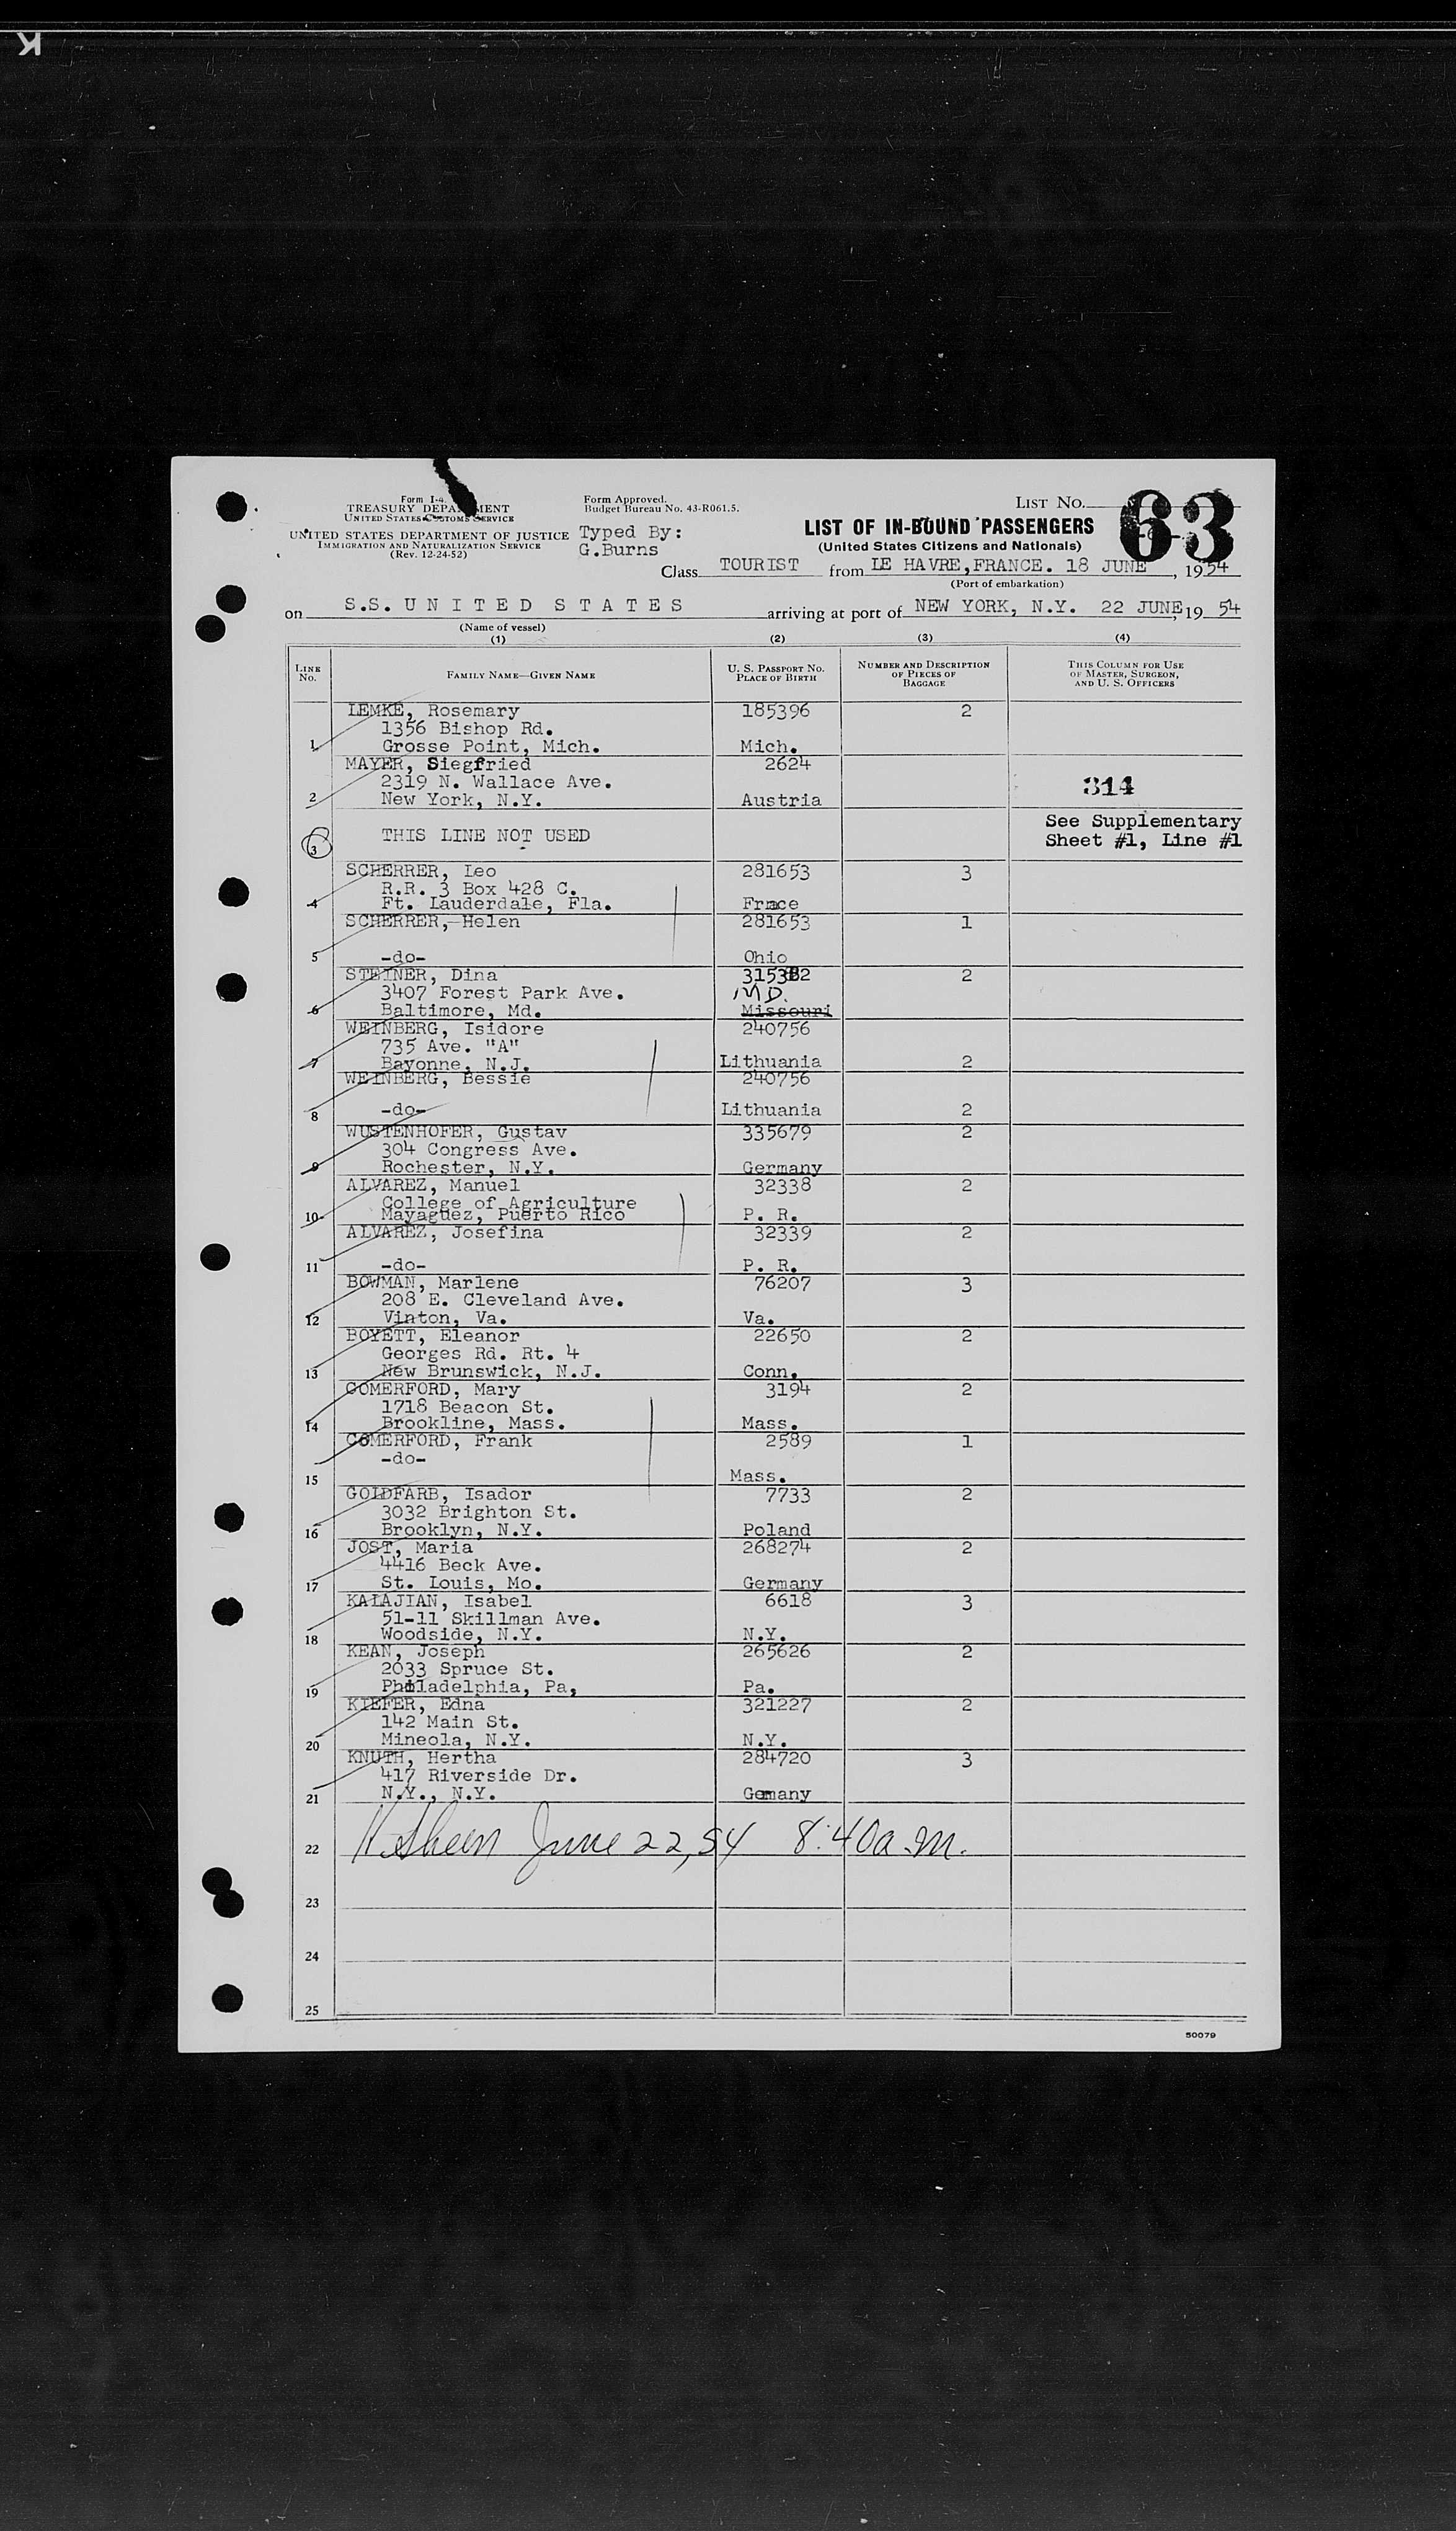 K
Form I-4.
TREASURY DEPARTMENT
UNITED STATES CUSTOMS SERVICE
UNITED STATES DEPARTMENT OF JUSTICE
IMMIGRATION AND NATURALIZATION SERVICE
(Rev. 12-24-52)
Form Approved.
Budget Bureau No. 43-R061.5.
Typed By:
G.Burns
LIST NO. 63
LIST OF IN-BOUND PASSENGERS
(United States Citizens and Nationals)
Class TOURIST from LE HAVRE,FRANCE. 18 JUNE, 1954
(Port of embarkation)
on S.S. U N I T E D S T A T E S arriving at port of NEW YORK, N.Y. 22 JUNE, 19 54
(Name of vessel)
(1) (2) (3) (4)
LINE NO. FAMILY NAME—GIVEN NAME U. S. PASSPORT NO. PLACE OF BIRTH NUMBER AND DESCRIPTION OF PIECES OF BAGGAGE THIS COLUMN FOR USE OF MASTER, SURGEON, AND U. S. OFFICERS
LEMKE, Rosemary 185396 2
1356 Bishop Rd.
1 Grosse Point, Mich. Mich.
MAYER, Siegfried 2624
2319 N. Wallace Ave. 314
2 New York, N.Y. Austria
See Supplementary
3 THIS LINE NOT USED Sheet #1, Line #1
SCHERRER, Leo 281653 3
R.R. 3 Box 428 C.
4 Ft. Lauderdale, Fla. Frnce
SCHERRER, Helen 281653 1
5 -do- Ohio
STEINER, Dina 315382 2
3407 Forest Park Ave. MD.
6 Baltimore, Md. Missouri
WEINBERG, Isidore 240756
735 Ave. "A"
7 Bayonne, N.J. Lithuania 2
WEINBERG, Bessie 240756
8 -do- Lithuania 2
WUSTENHOFER, Gustav 335679 2
304 Congress Ave.
9 Rochester, N.Y. Germany
ALVAREZ, Manuel 32338 2
College of Agriculture
10 Mayaguez, Puerto Rico P. R.
ALVAREZ, Josefina 32339 2
11 -do- P. R.
BOWMAN, Marlene 76207 3
208 E. Cleveland Ave.
12 Vinton, Va. Va.
BOYETT, Eleanor 22650 2
Georges Rd. Rt. 4
13 New Brunswick, N.J. Conn.
COMERFORD, Mary 3194 2
1718 Beacon St.
14 Brookline, Mass. Mass.
COMERFORD, Frank 2589 1
-do-
15 Mass.
GOLDFARB, Isador 7733 2
3032 Brighton St.
16 Brooklyn, N.Y. Poland
JOST, Maria 268274 2
4416 Beck Ave.
17 St. Louis, Mo. Germany
KALAJIAN, Isabel 6618 3
51-11 Skillman Ave.
18 Woodside, N.Y. N.Y.
KEAN, Joseph 265626 2
2033 Spruce St.
19 Philadelphia, Pa, Pa.
KIEFER, Edna 321227 2
142 Main St.
20 Mineola, N.Y. N.Y.
KNUTH, Hertha 284720 3
417 Riverside Dr.
21 N.Y., N.Y. Gemany
22 June 22, 54 8:40a.m.
23
24
25
50079